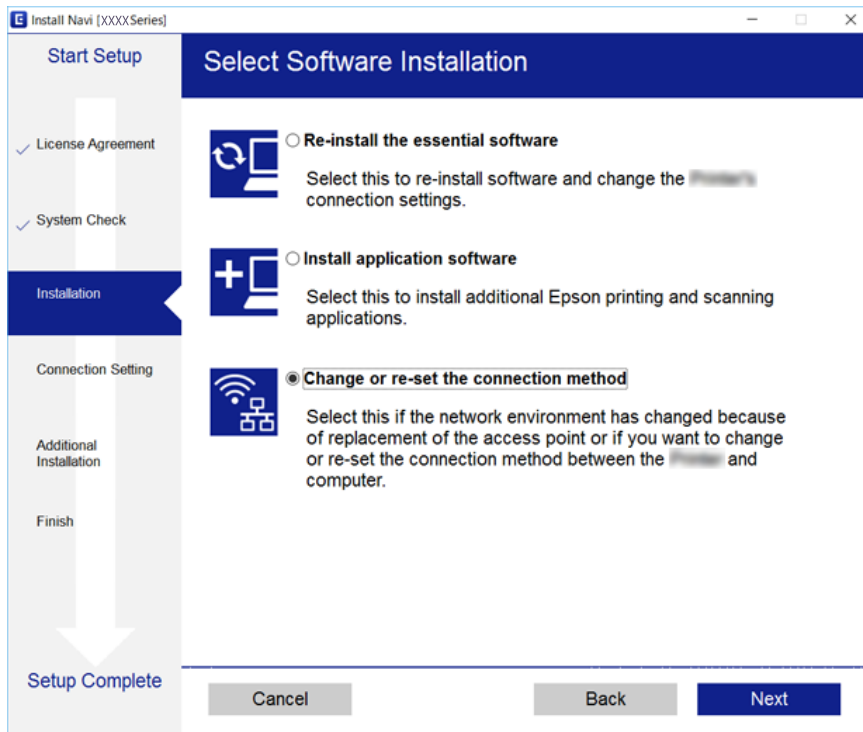 Install Navi [XXXXSeries]
Start Setup
License Agreement
System Check
Installation
Connection Setting
Additional
Installation
Finish
Setup Complete
Select Software Installation
Re-install the essential software
Select this to re-install software and change the
connection settings.
Install application software
Select this to install additional Epson printing and scanning
applications.
Change or re-set the connection method
Select this if the network environment has changed because
of replacement of the access point or if you want to change
or re-set the connection method between the and
computer.
Cancel
Back
Next